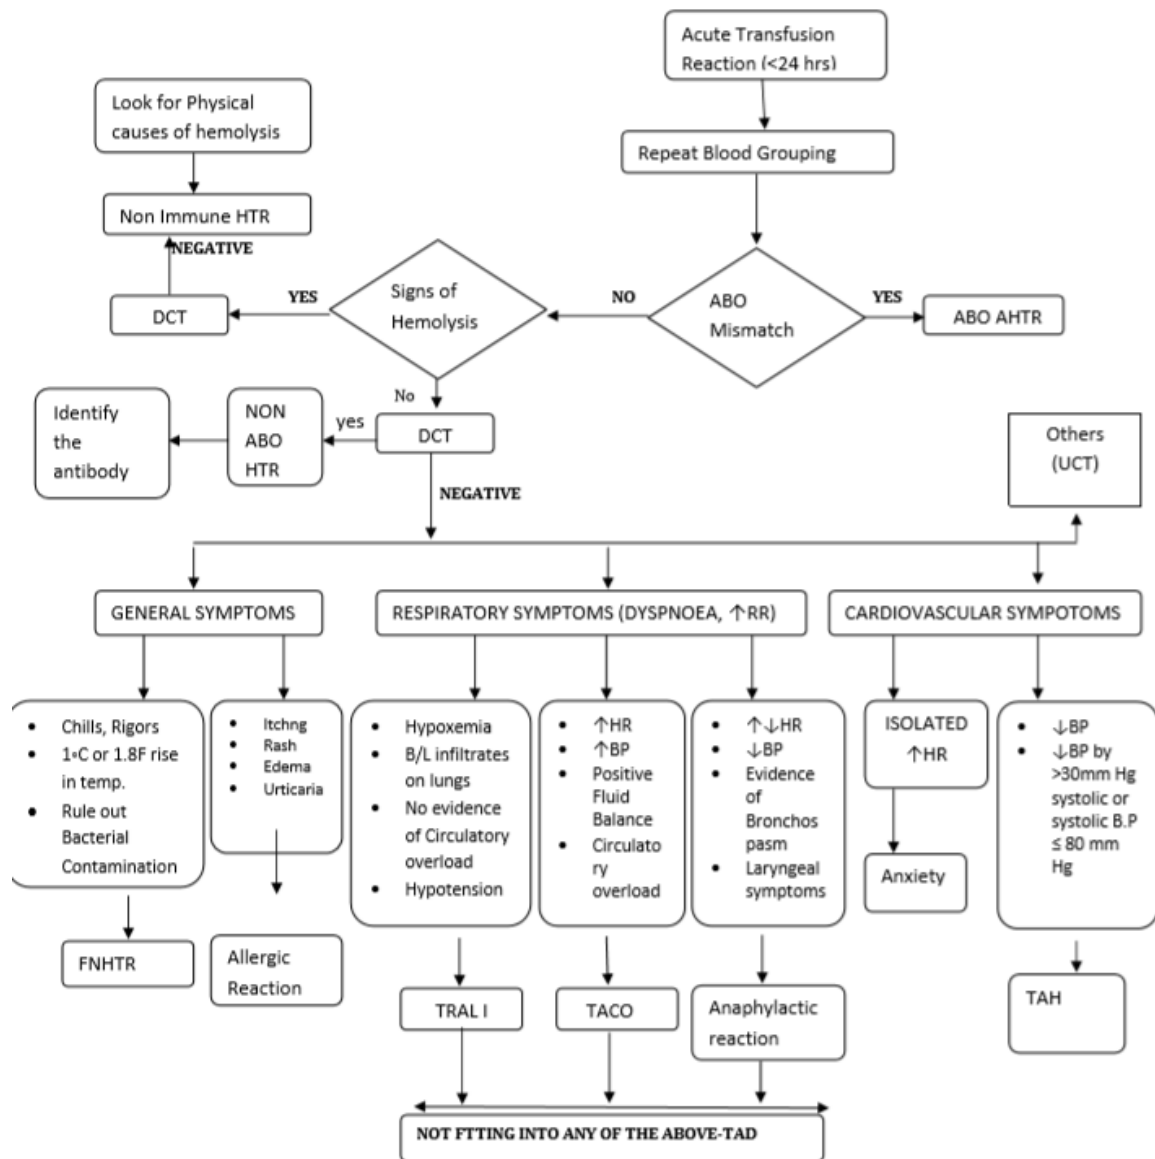 Acute Transfusion
Reaction (<24 hrs)
Look for Physical
causes of hemolysis
Repeat Blood Grouping
Non Immune HTR
NEGATIVE
YES
DCT
Signs of
Hemolysis
NO
ABO
Mismatch
YES
ABO AHTR
No
Identify
the
antibody
NON
ABO
HTR
yes
DCT
NEGATIVE
Others
(UCT)
GENERAL SYMPTOMS
RESPIRATORY SYMPTOMS (DYSPNOEA, ↑RR)
CARDIOVASCULAR SYMPOTOMS
• Chills, Rigors
• 1◦C or 1.8F rise
in temp.
• Rule out
Bacterial
Contamination
• Itchng
• Rash
• Edema
• Urticaria
• Hypoxemia
• B/L infiltrates
on lungs
• No evidence
of Circulatory
overload
• Hypotension
• ↑HR
• ↑BP
• Positive
Fluid
Balance
• Circulato
ry
overload
• ↑↓HR
• ↓BP
• Evidence
of
Bronchos
pasm
• Laryngeal
symptoms
ISOLATED
↑HR
• ↓BP
• ↓BP by
>30mm Hg
systolic or
systolic B.P
≤ 80 mm
Hg
Anxiety
FNHTR
Allergic
Reaction
TRAL I
TACO
Anaphylactic
reaction
TAH
NOT FTTING INTO ANY OF THE ABOVE-TAD